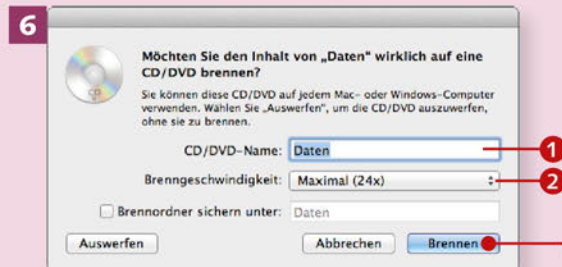 6
Möchten Sie den Inhalt von „Daten“ wirklich auf eine
CD/DVD brennen?
Sie können diese CD/DVD auf jedem Mac- oder Windows-Computer
verwenden. Wählen Sie „Auswerfen“, um die CD/DVD auszuwerfen,
ohne sie zu brennen.
CD/DVD-Name: Daten 1
Brenngeschwindigkeit: Maximal (24x) 2
Brennordner sichern unter: Daten
Auswerfen Abbrechen Brennen